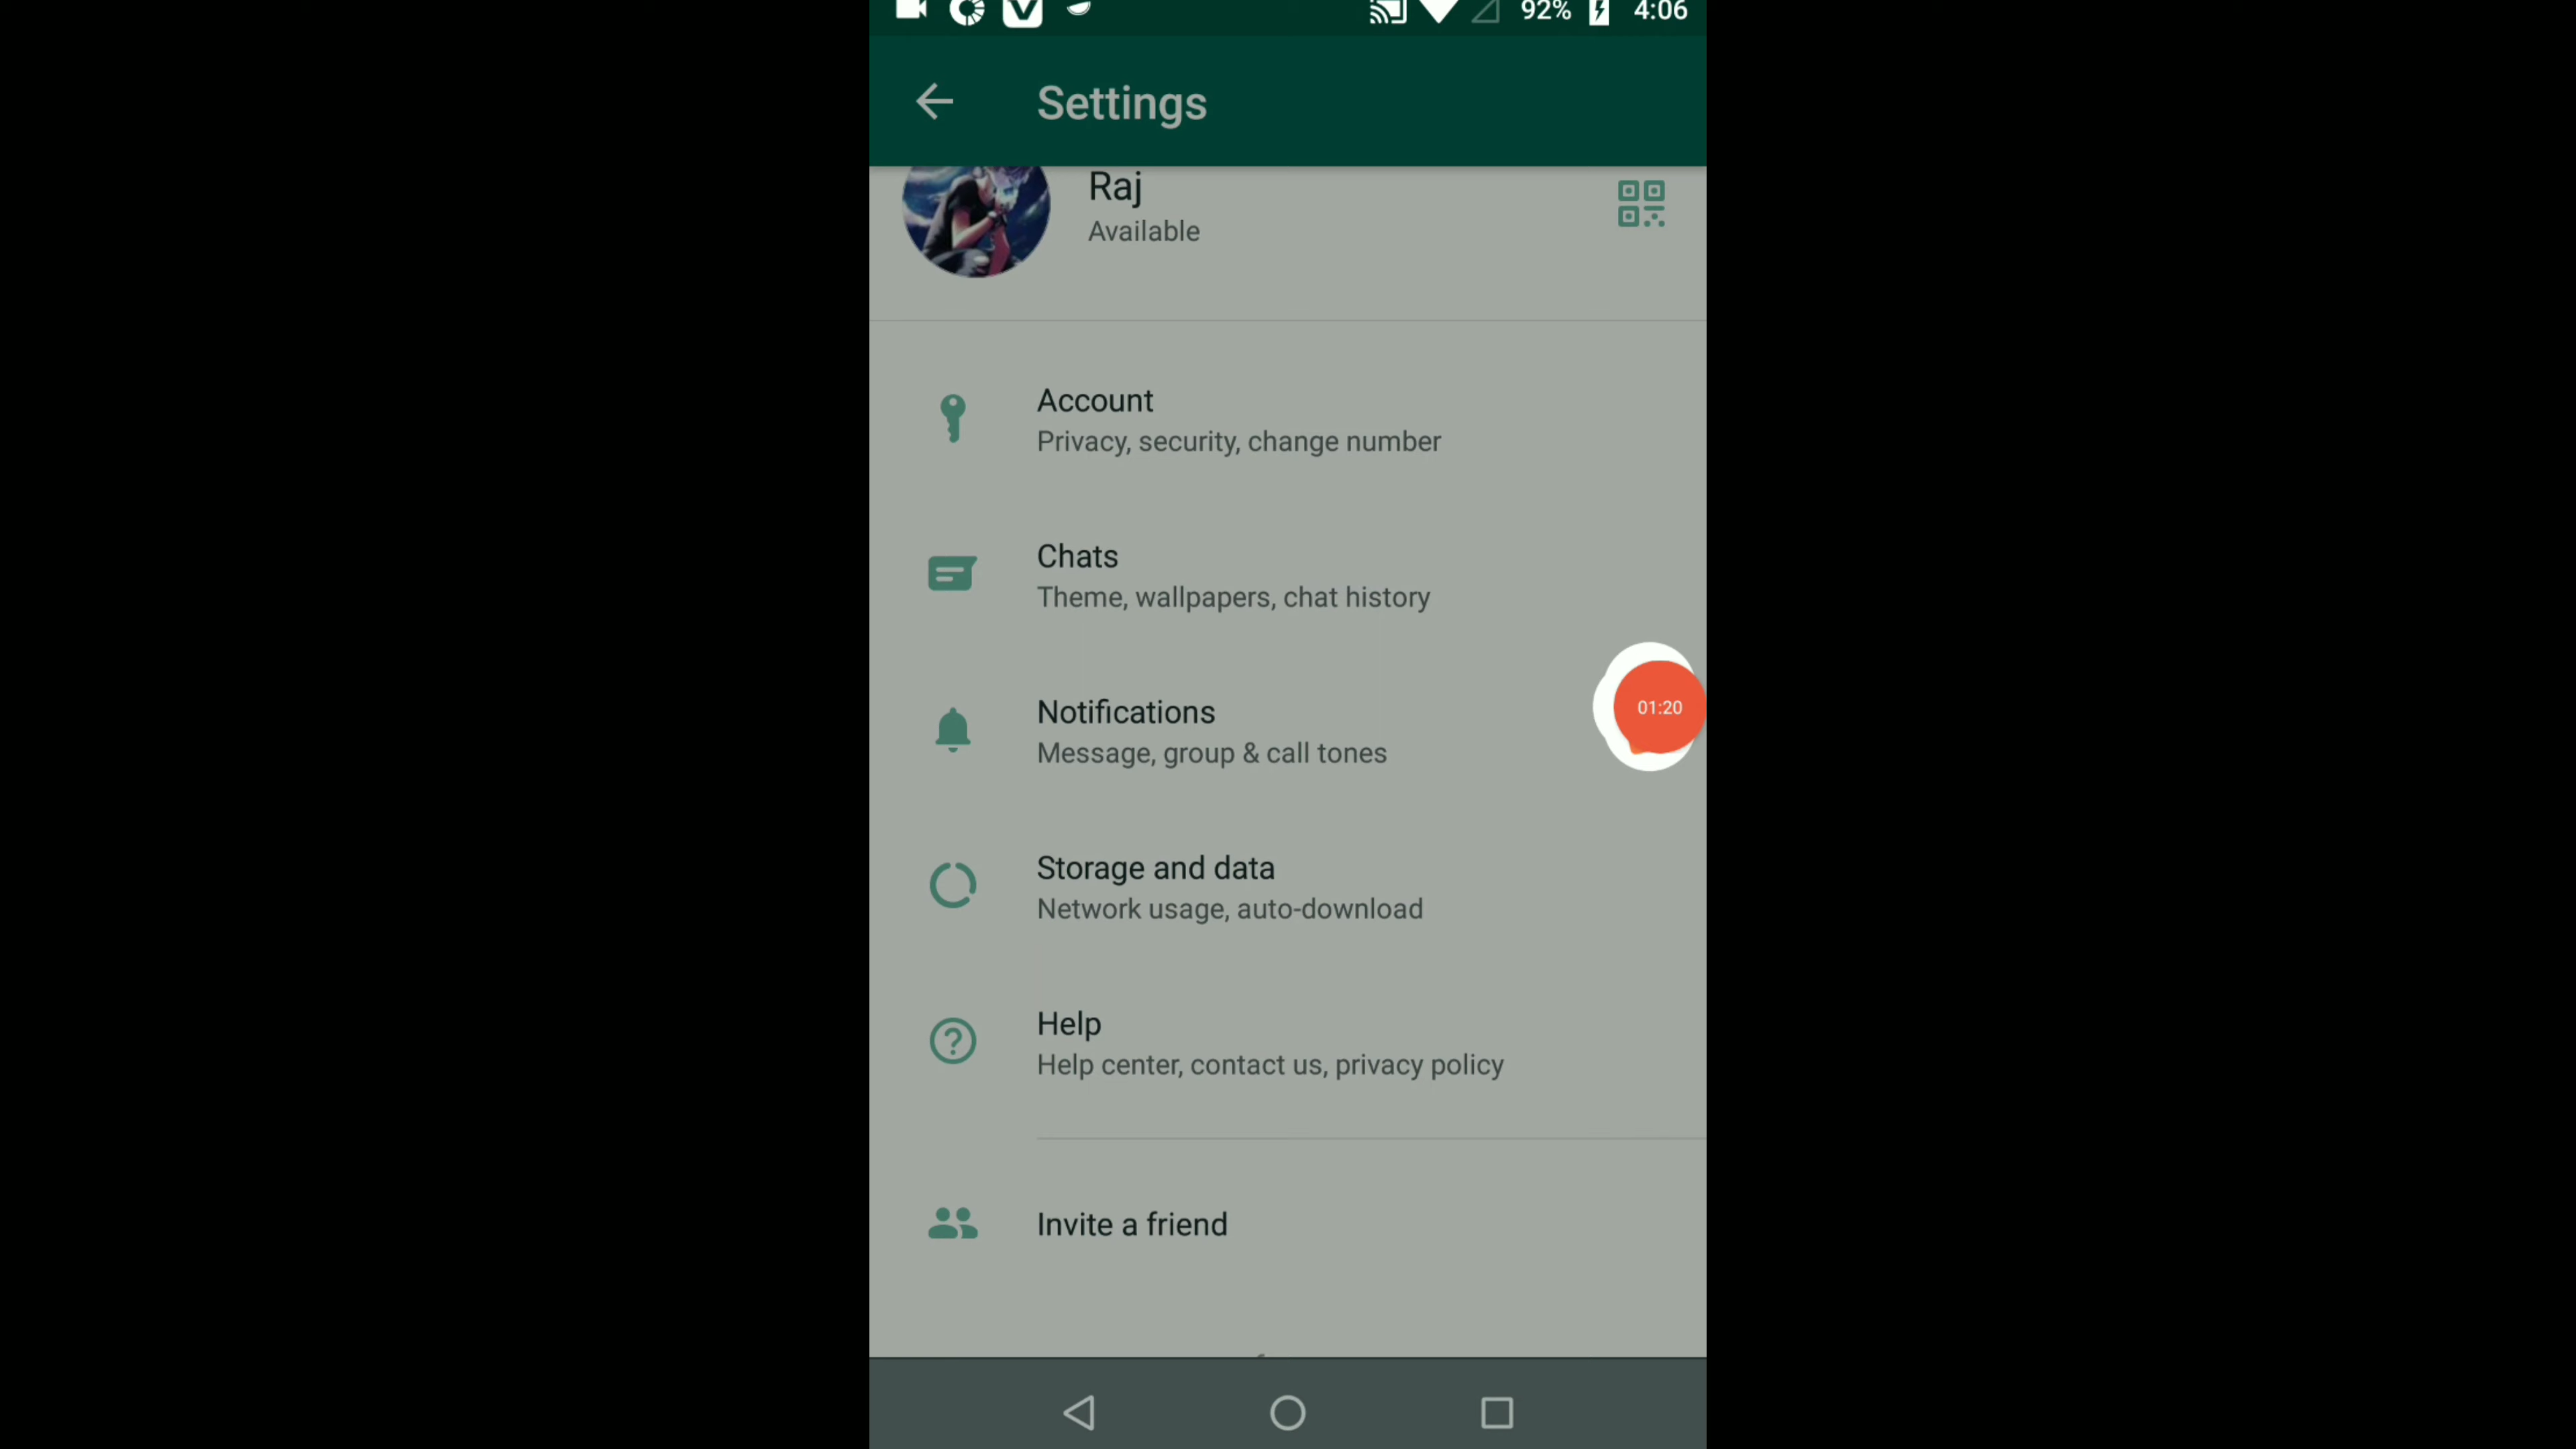 92% 4:06
Settings
Raj
Available
Account
Privacy, security, change number
Chats
Theme, wallpapers, chat history
01:20
Notifications
Message, group & call tones
Storage and data
Network usage, auto-download
Help
Help center, contact us, privacy policy
Invite a friend